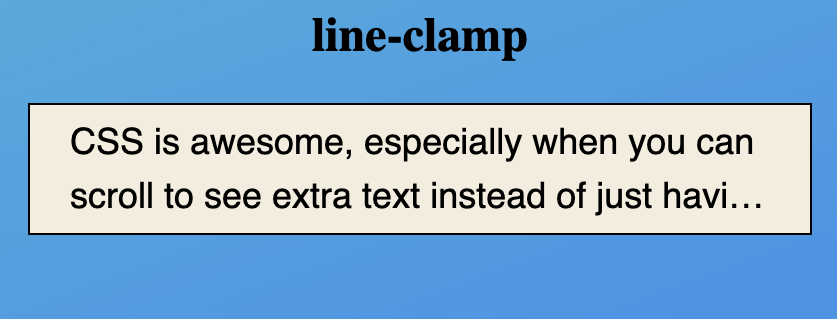 line-clamp
CSS is awesome, especially when you can
scroll to see extra text instead of just havi…